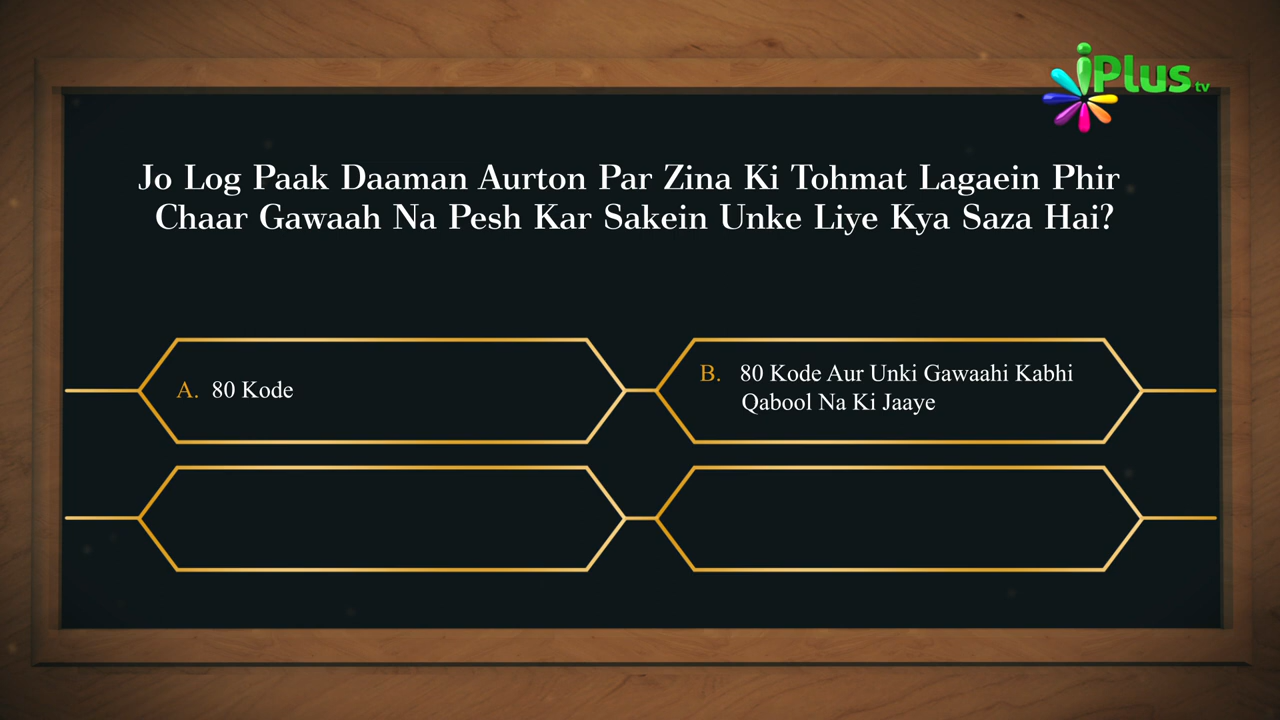 iPlus tv
Jo Log Paak Daaman Aurton Par Zina Ki Tohmat Lagaein Phir
Chaar Gawaah Na Pesh Kar Sakein Unke Liye Kya Saza Hai?
A. 80 Kode
B. 80 Kode Aur Unki Gawaahi Kabhi
Qabool Na Ki Jaaye